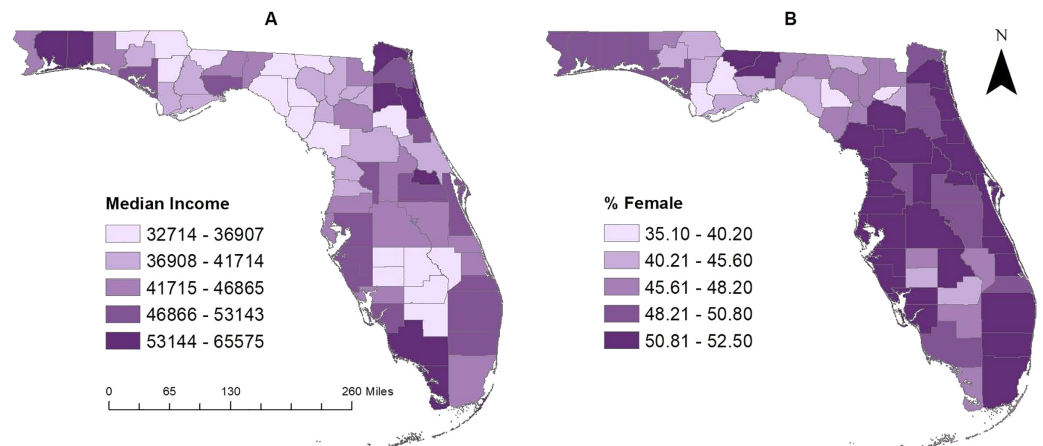 A
B
N
Median Income
32714 - 36907
36908 - 41714
41715 - 46865
46866 - 53143
53144 - 65575
0 65 130 260 Miles
% Female
35.10 - 40.20
40.21 - 45.60
45.61 - 48.20
48.21 - 50.80
50.81 - 52.50